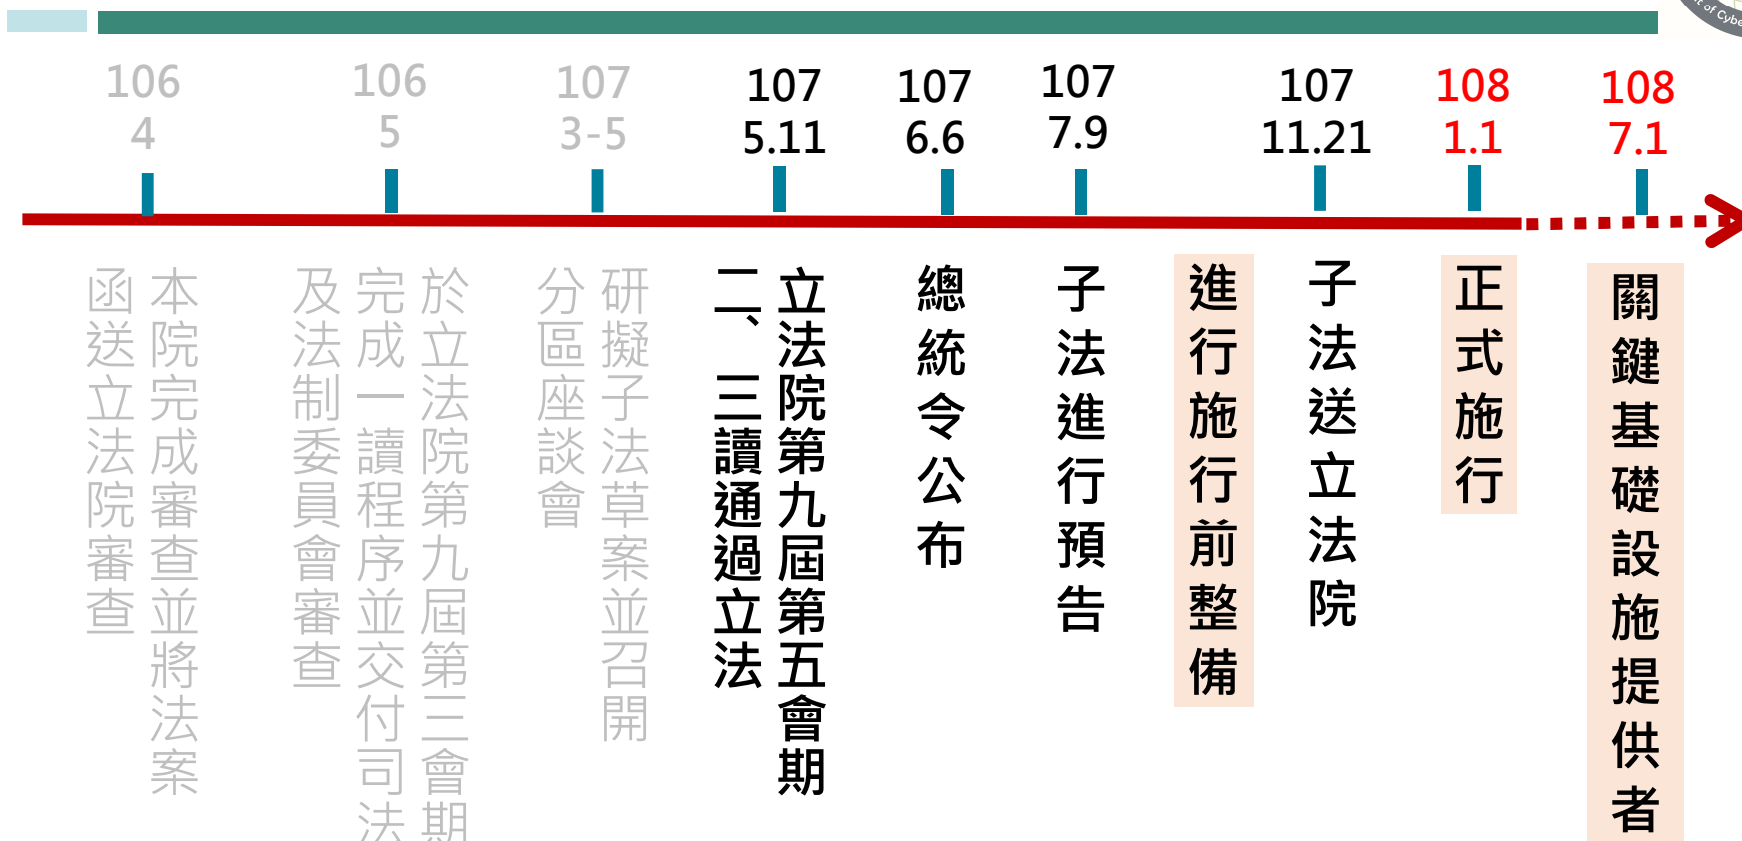 of Cybe
106
4
106
5
107
3-5
107
5.11
107
6.6
107
7.9
107
11.21
108
1.1
108
7.1
本院完成審查並將法案
函送立法院審查
於立法院第九屆第三會期
完成一讀程序並交付司法
及法制委員會審查
研擬子法草案並召開
分區座談會
立法院第九屆第五會期
二、三讀通過立法
總統令公布
子法進行預告
進行施行前整備
子法送立法院
正式施行
關鍵基礎設施提供者